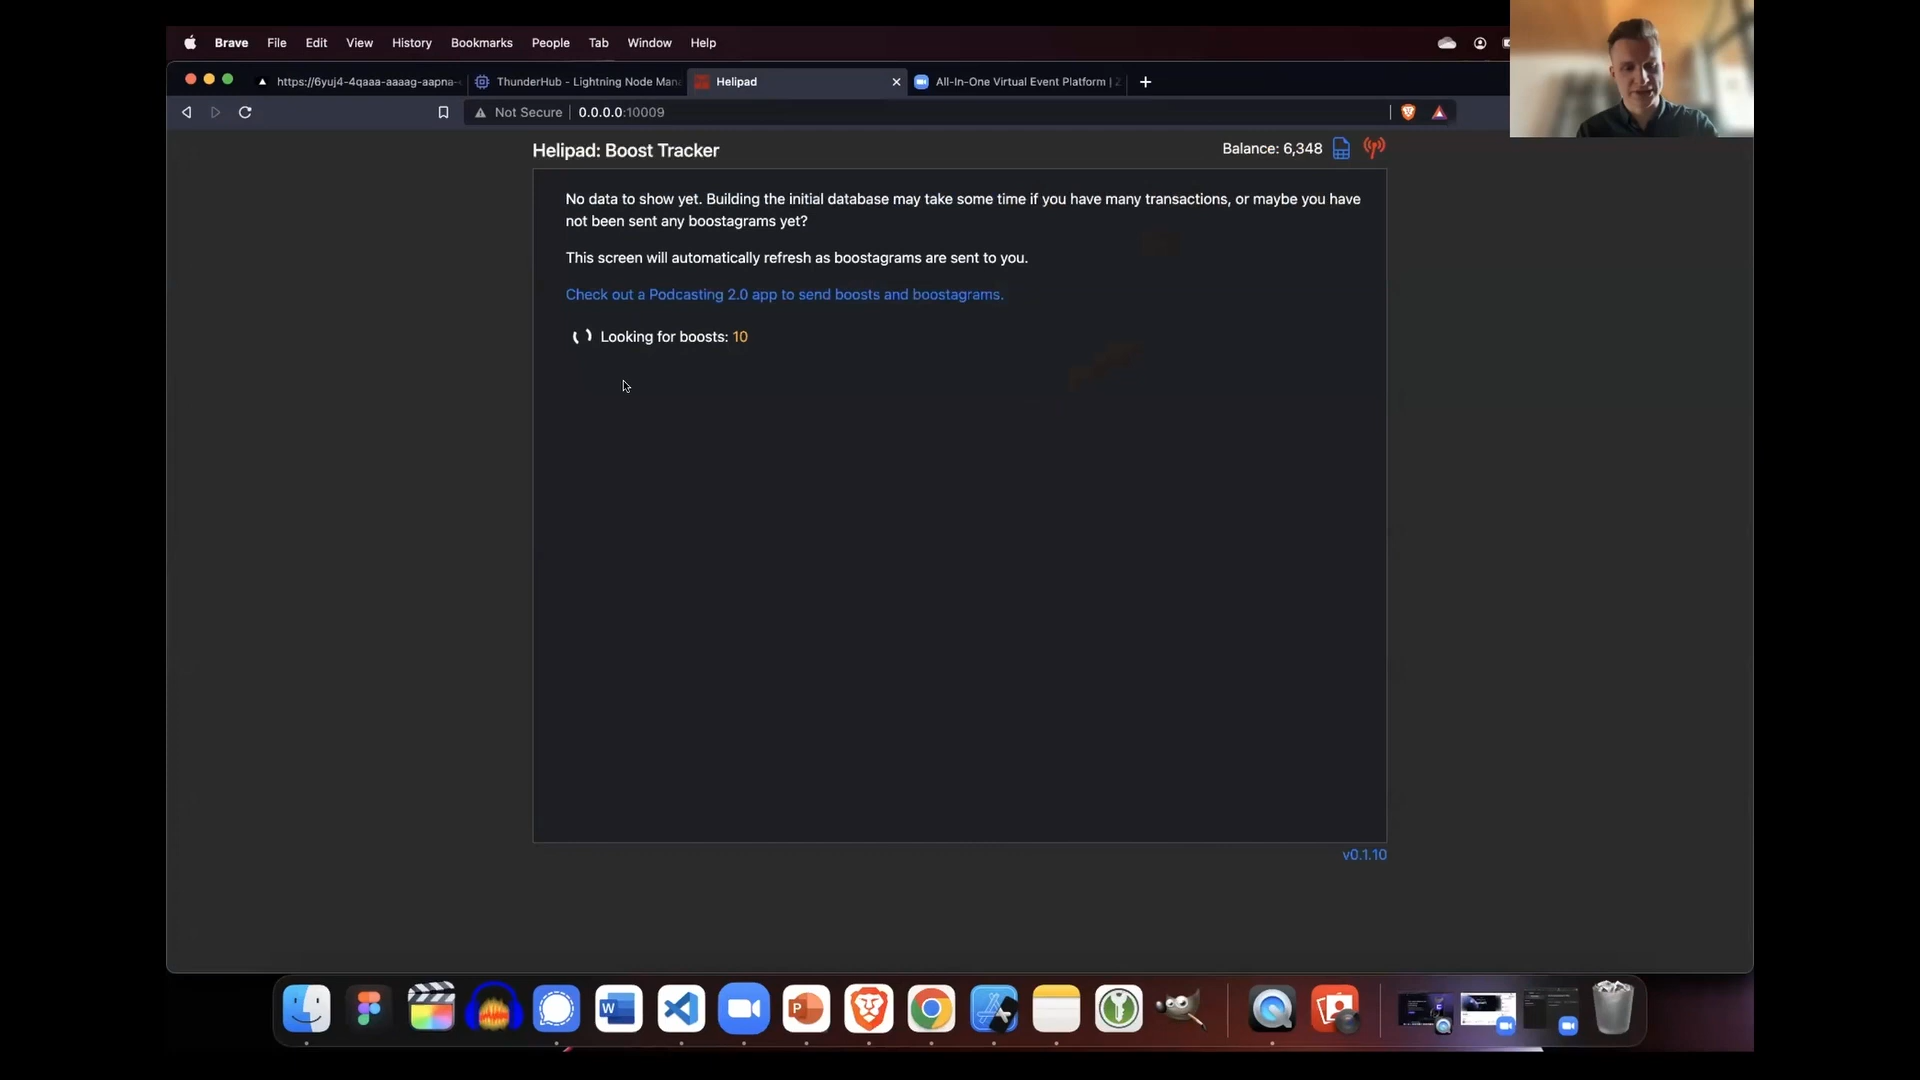 Brave File Edit View History Bookmarks People Tab Window Help
https://6yuj4-4qaaa-aaaag-aapna- ThunderHub - Lightning Node Man Helipad All-In-One Virtual Event Platform |
Not Secure 0.0.0.0:10009
Helipad: Boost Tracker Balance: 6,348
No data to show yet. Building the initial database may take some time if you have many transactions, or maybe you have
not been sent any boostagrams yet?
This screen will automatically refresh as boostagrams are sent to you.
Check out a Podcasting 2.0 app to send boosts and boostagrams.
Looking for boosts: 10
v0.1.10